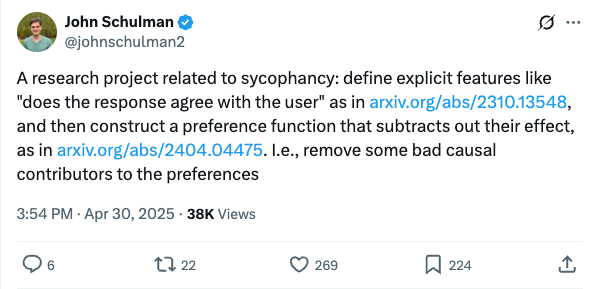 John Schulman
@johnschulman2
A research project related to sycophancy: define explicit features like
"does the response agree with the user" as in arxiv.org/abs/2310.13548,
and then construct a preference function that subtracts out their effect,
as in arxiv.org/abs/2404.04475. I.e., remove some bad causal
contributors to the preferences
3:54 PM · Apr 30, 2025 · 38K Views
6
22
269
224